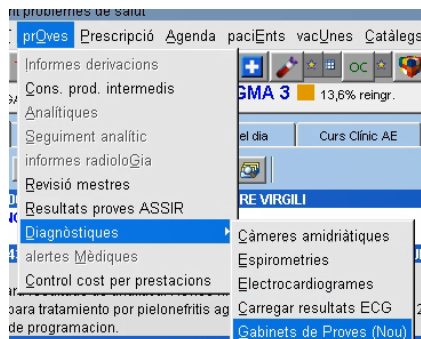 nt problemes de salut
prOves Prescripció Agenda paciEnts vacUnes Catàlegs
Informes derivacions
Cons. prod. intermedis
OC
GMA 3 13,6% reingr.
Analítiques
Seguiment analític
el dia Curs Clínic AE
informes radioloGia
Revisió mestres
RE VIRGILI
Resultats proves ASSIR
Diagnòstiques
Càmeres amidriàtiques
alertes Mèdiques
Espirometries
Control cost per prestacions
Electrocardiogrames
para tratamiento por pielonefritis ag
Carregar resultats ECG
de programacion.
Gabinets de Proves (Nou)